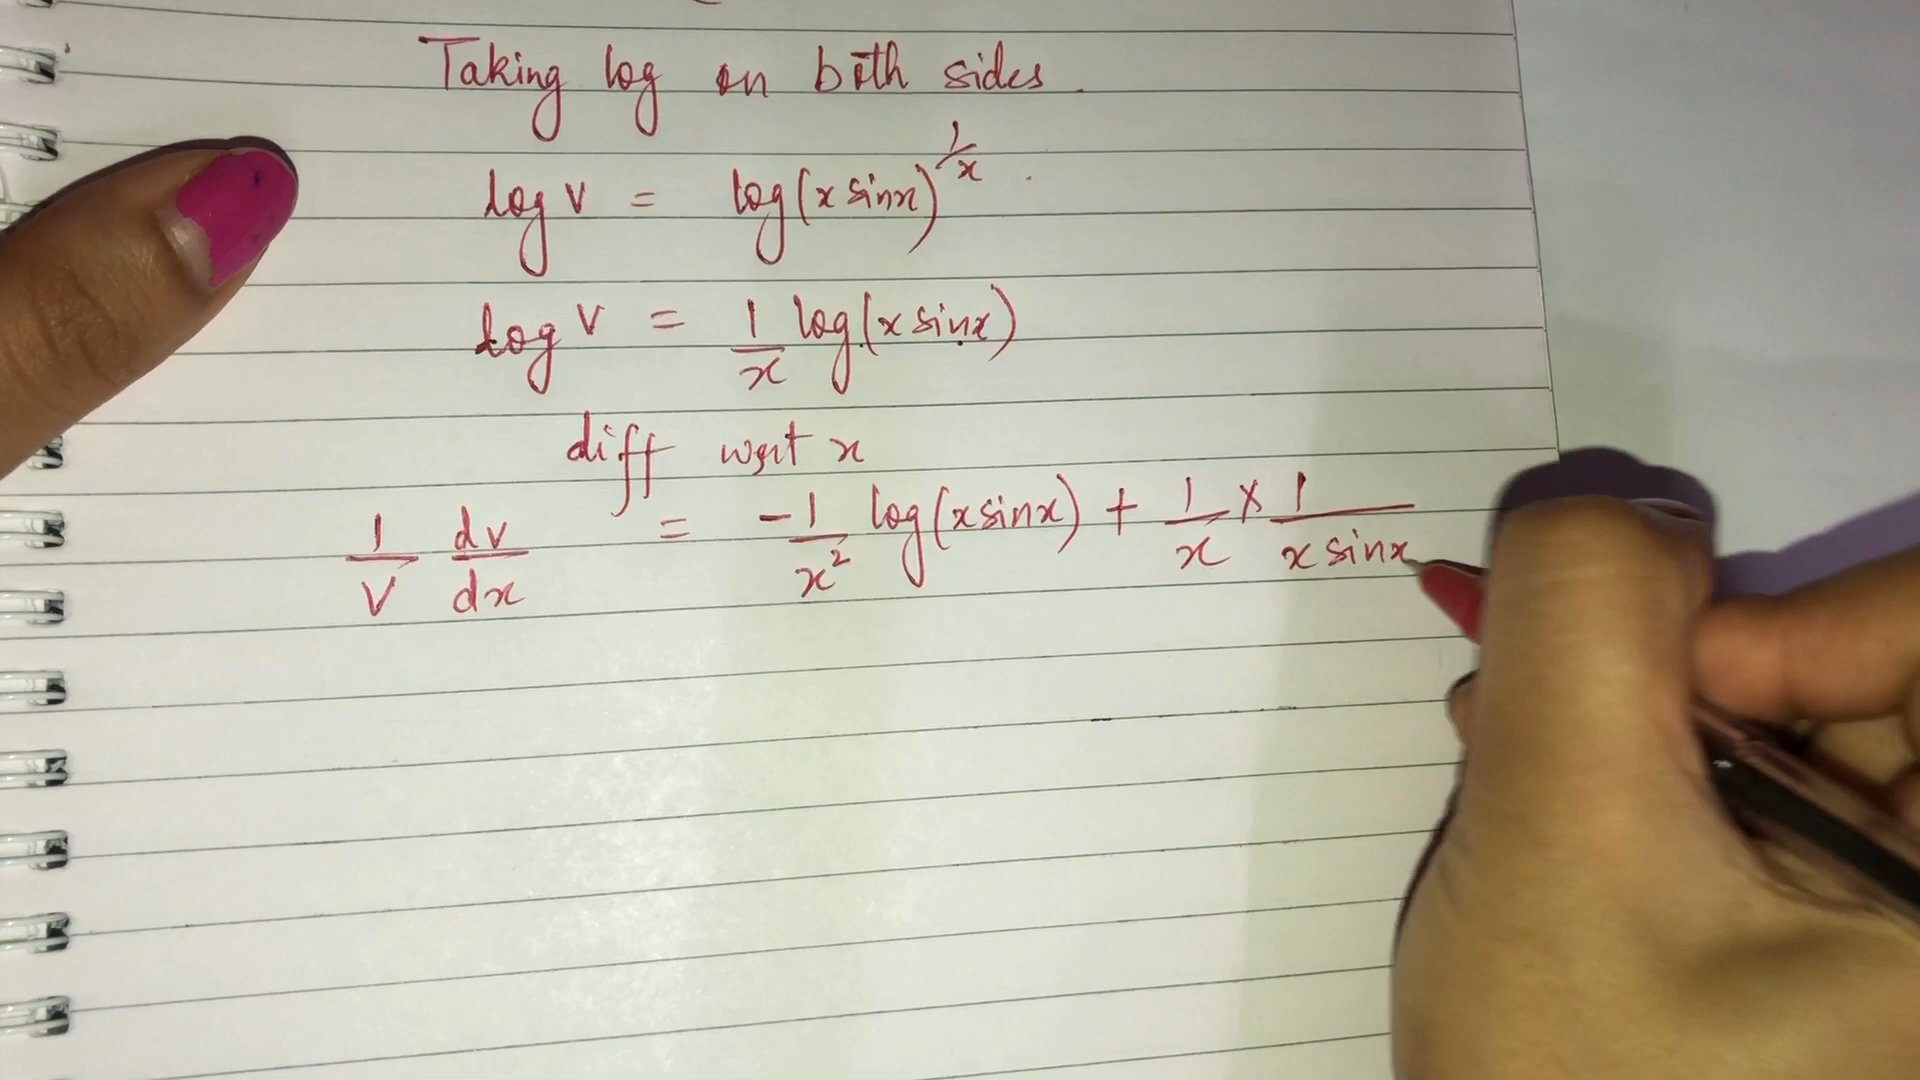 Taking log on both sides.
log v = log(x sinx)^(1/x) .
log v = 1/x log(x sinx)
diff wrt x
1/v dv/dx = -1/x² log(x sinx) + 1/x × 1/(x sinx)